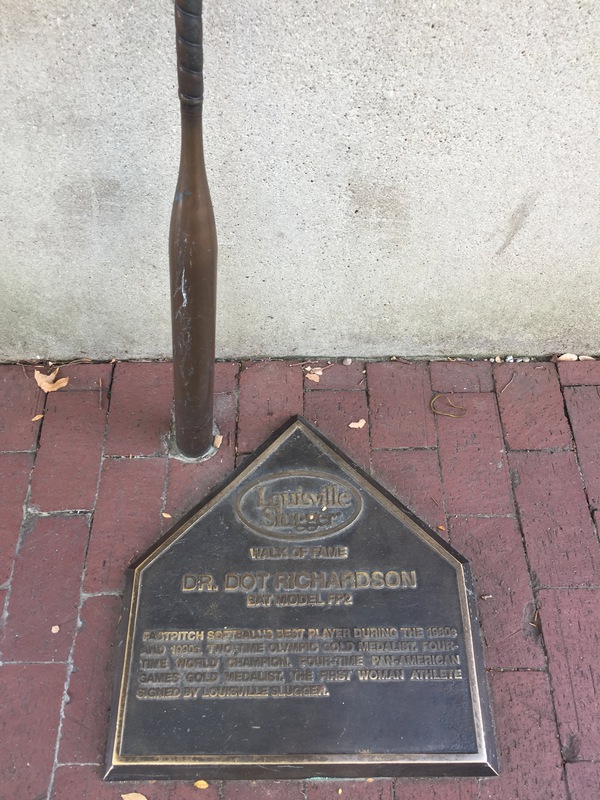 Louisville
Slugger
WALK OF FAME
DR. DOT RICHARDSON
BAT MODEL FP2
FASTPITCH SOFTBALL'S BEST PLAYER DURING THE 1980s
AND 1990s. TWO-TIME OLYMPIC GOLD MEDALIST. FOUR-
TIME WORLD CHAMPION. FOUR-TIME PAN-AMERICAN
GAMES GOLD MEDALIST. THE FIRST WOMAN ATHLETE
SIGNED BY LOUISVILLE SLUGGER.